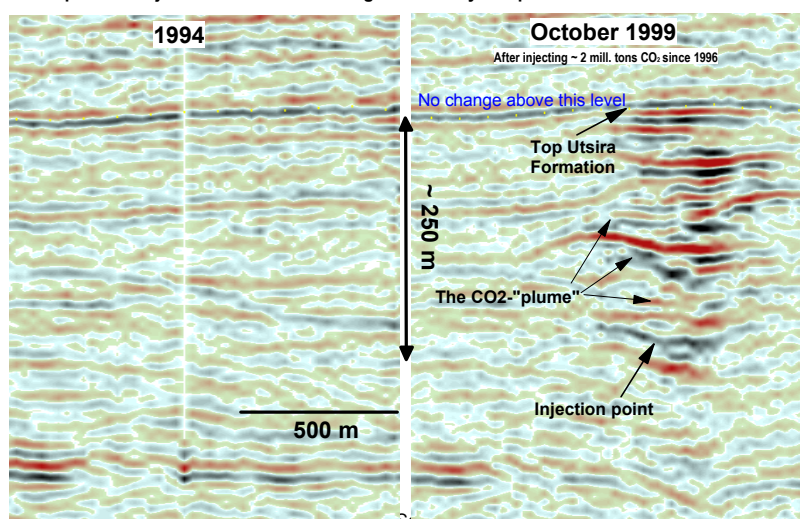 1994
October 1999
After injecting ~ 2 mill. tons CO₂ since 1996
No change above this level
Top Utsira
Formation
~ 250 m
The CO2-"plume"
Injection point
500 m